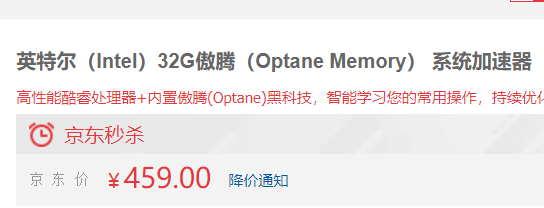 英特尔（Intel）32G傲腾（Optane Memory） 系统加速器
高性能酷睿处理器+内置傲腾(Optane)黑科技，智能学习您的常用操作，持续优
京东秒杀
京 东 价 ￥459.00 降价通知